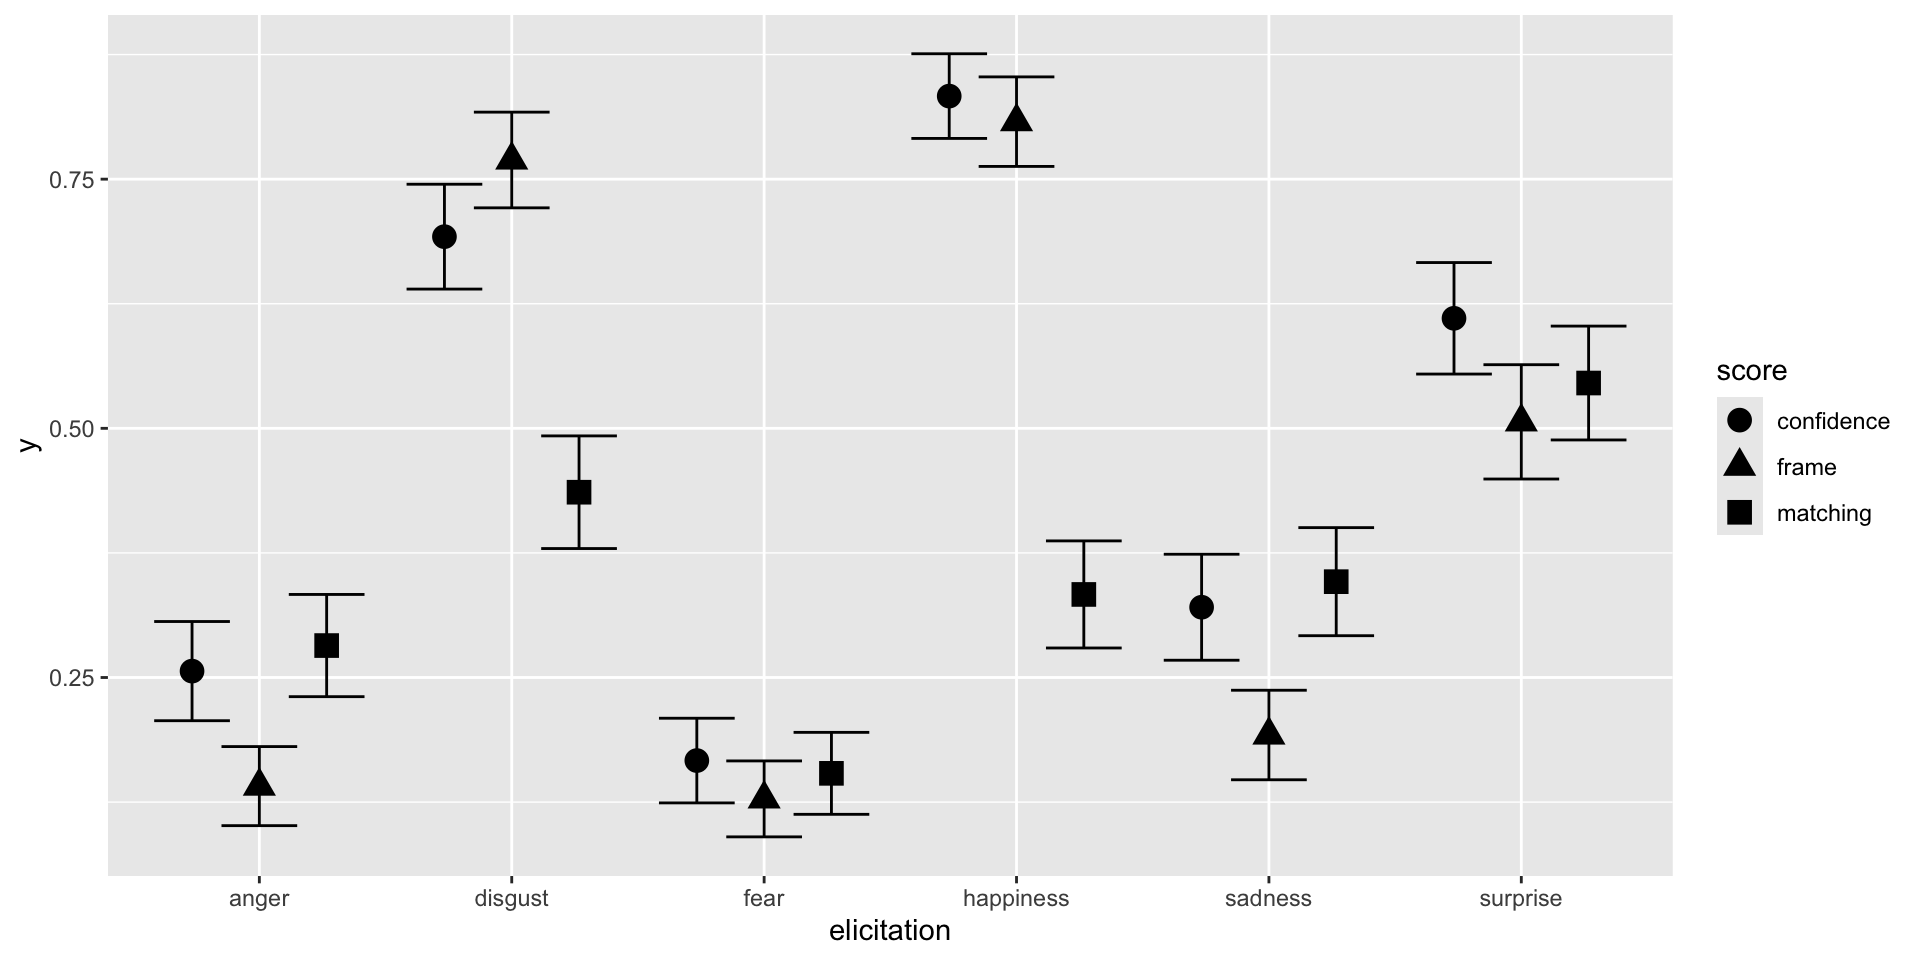 0.75
0.50
0.25
y
anger disgust fear happiness sadness surprise
elicitation
score
confidence
frame
matching